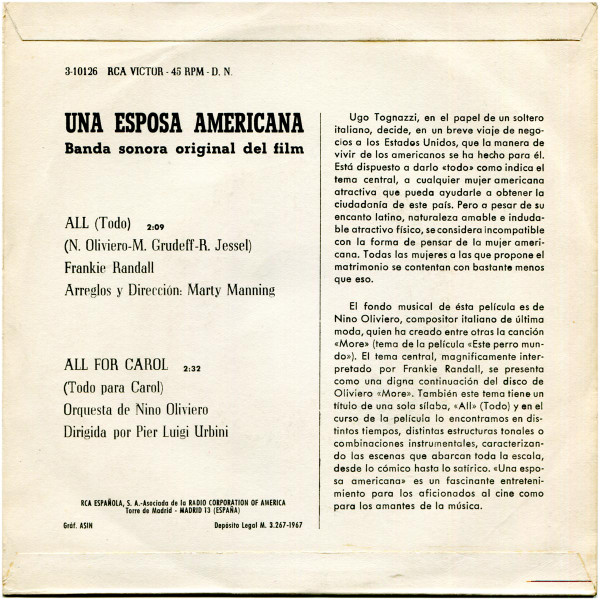 3-10126 RCA VICTOR - 45 RPM - D. N.
UNA ESPOSA AMERICANA
Banda sonora original del film
ALL (Todo) 2:09
(N. Oliviero-M. Grudeff-R. Jessel)
Frankie Randall
Arreglos y Dirección: Marty Manning
ALL FOR CAROL 2:32
(Todo para Carol)
Orquesta de Nino Oliviero
Dirigida por Pier Luigi Urbini
RCA ESPAÑOLA, S. A.-Asociada de la RADIO CORPORATION OF AMERICA
Torre de Madrid - MADRID 13 (ESPAÑA)
Gráf. ASIN
Depósito Legal M. 3.267-1967
Ugo Tognazzi, en el papel de un soltero
italiano, decide, en un breve viaje de nego-
cios a los Estados Unidos, que la manera de
vivir de los americanos se ha hecho para él.
Está dispuesto a darlo «todo» como indica el
tema central, a cualquier mujer americana
atractiva que pueda ayudarle a obtener la
ciudadanía de este país. Pero a pesar de su
encanto latino, naturaleza amable e induda-
ble atractivo físico, se considera incompatible
con la forma de pensar de la mujer ameri-
cana. Todas las mujeres a las que propone el
matrimonio se contentan con bastante menos
que eso.
El fondo musical de ésta película es de
Nino Oliviero, compositor italiano de última
moda, quien ha creado entre otras la canción
«More» (tema de la película «Este perro mun-
do»). El tema central, magnificamente inter-
pretado por Frankie Randall, se presenta
como una digna continuación del disco de
Oliviero «More». También este tema tiene un
título de una sola sílaba, «All» (Todo) y en el
curso de la película lo encontramos en dis-
tintos tiempos, distintas estructuras tonales o
combinaciones instrumentales, caracterizan-
do las escenas que abarcan toda la escala,
desde lo cómico hasta lo satírico. «Una espo-
sa americana» es un fascinante entreteni-
miento para los aficionados al cine como
para los amantes de la música.